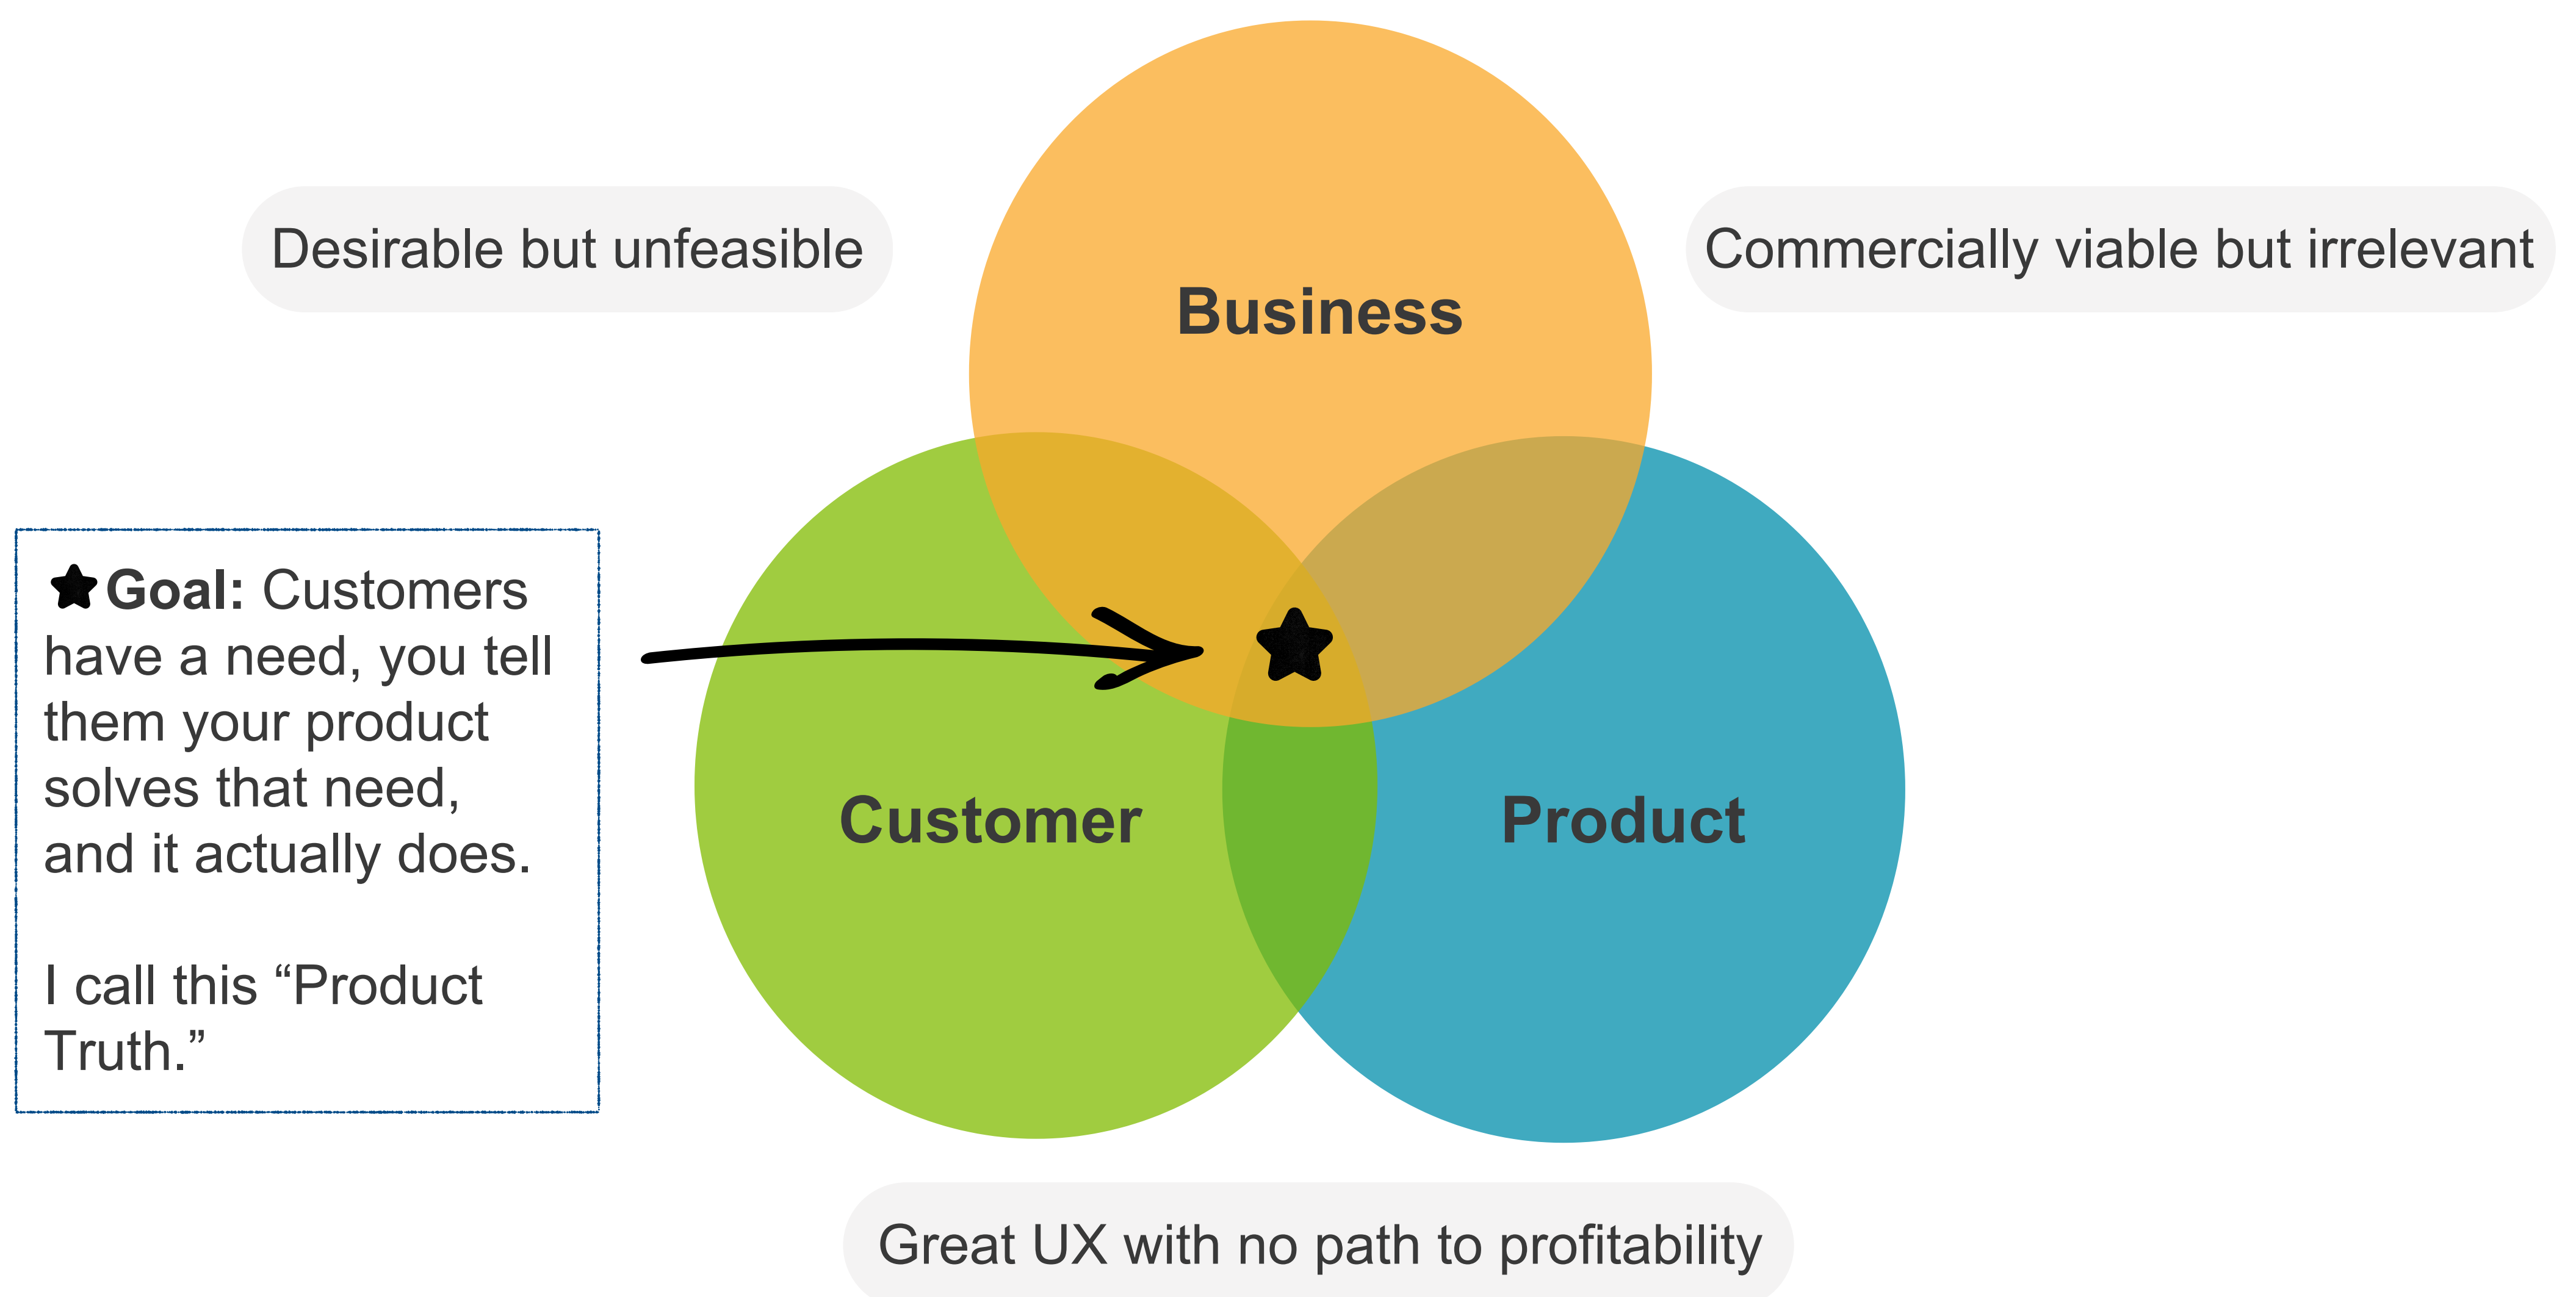 Desirable but unfeasible
Commercially viable but irrelevant
Business
Goal: Customers
have a need, you tell
them your product
solves that need,
and it actually does.
I call this “Product
Truth.”
Customer
Product
Great UX with no path to profitability